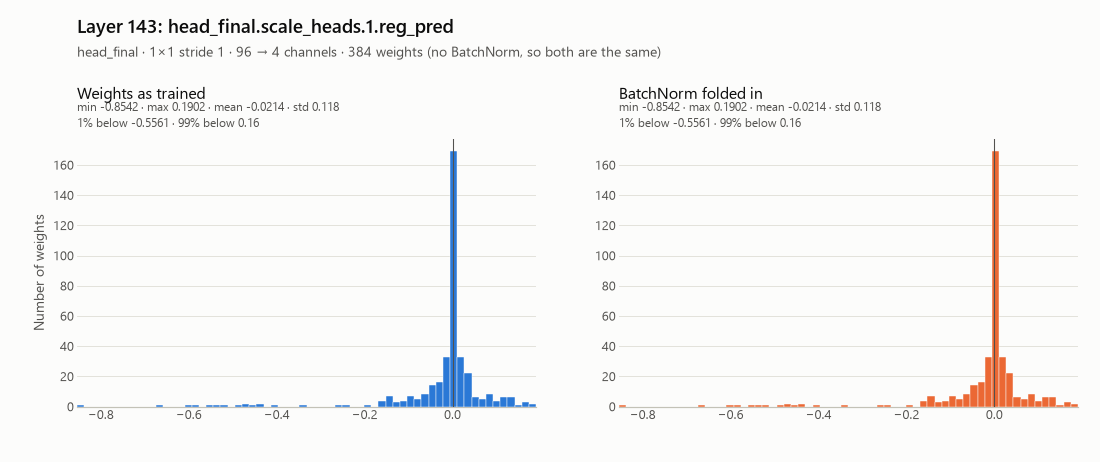 Layer 143: head_final.scale_heads.1.reg_pred
head_final · 1×1 stride 1 · 96 → 4 channels · 384 weights (no BatchNorm, so both are the same)
Weights as trained
min -0.8542 · max 0.1902 · mean -0.0214 · std 0.118
1% below -0.5561 · 99% below 0.16
BatchNorm folded in
min -0.8542 · max 0.1902 · mean -0.0214 · std 0.118
1% below -0.5561 · 99% below 0.16
Number of weights
160
140
120
100
80
60
40
20
0
−0.8 −0.6 −0.4 −0.2 0.0
160
140
120
100
80
60
40
20
0
−0.8 −0.6 −0.4 −0.2 0.0